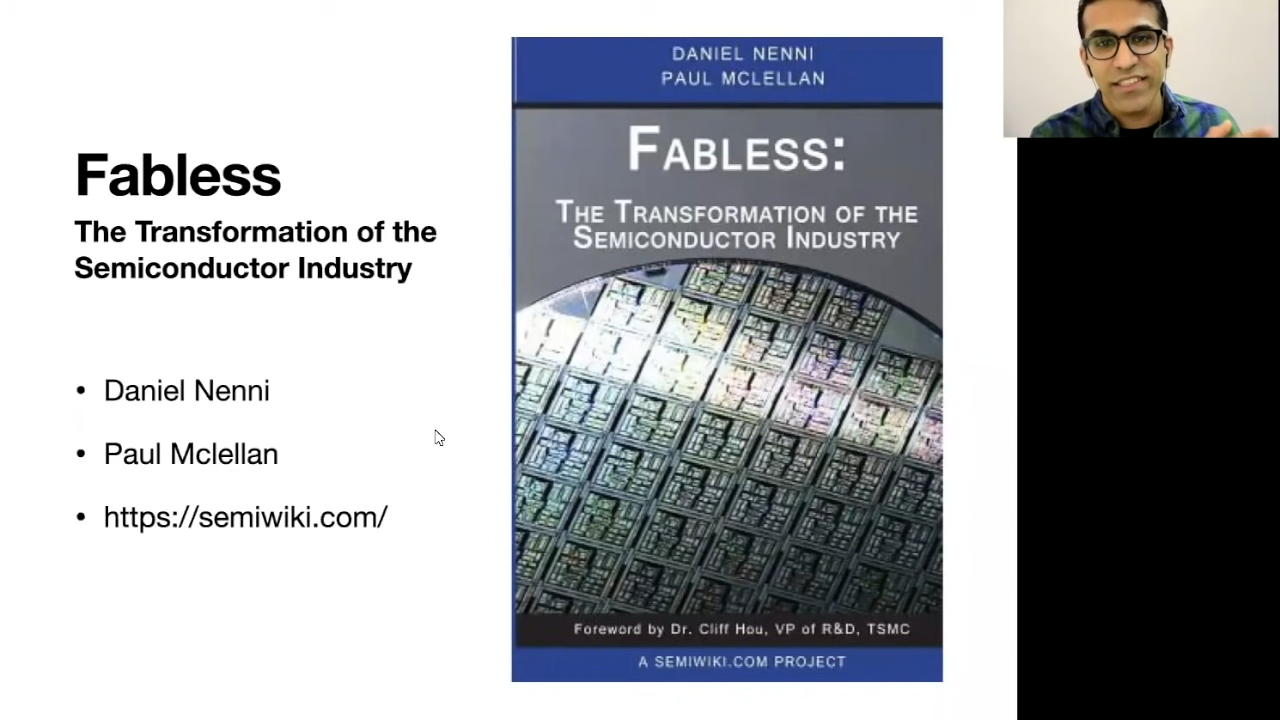 Fabless
The Transformation of the
Semiconductor Industry
• Daniel Nenni
• Paul Mclellan
• https://semiwiki.com/
DANIEL NENNI
PAUL MCLELLAN
FABLESS:
THE TRANSFORMATION OF THE
SEMICONDUCTOR INDUSTRY
Foreword by Dr. Cliff Hou, VP of R&D, TSMC
A SEMIWIKI.COM PROJECT